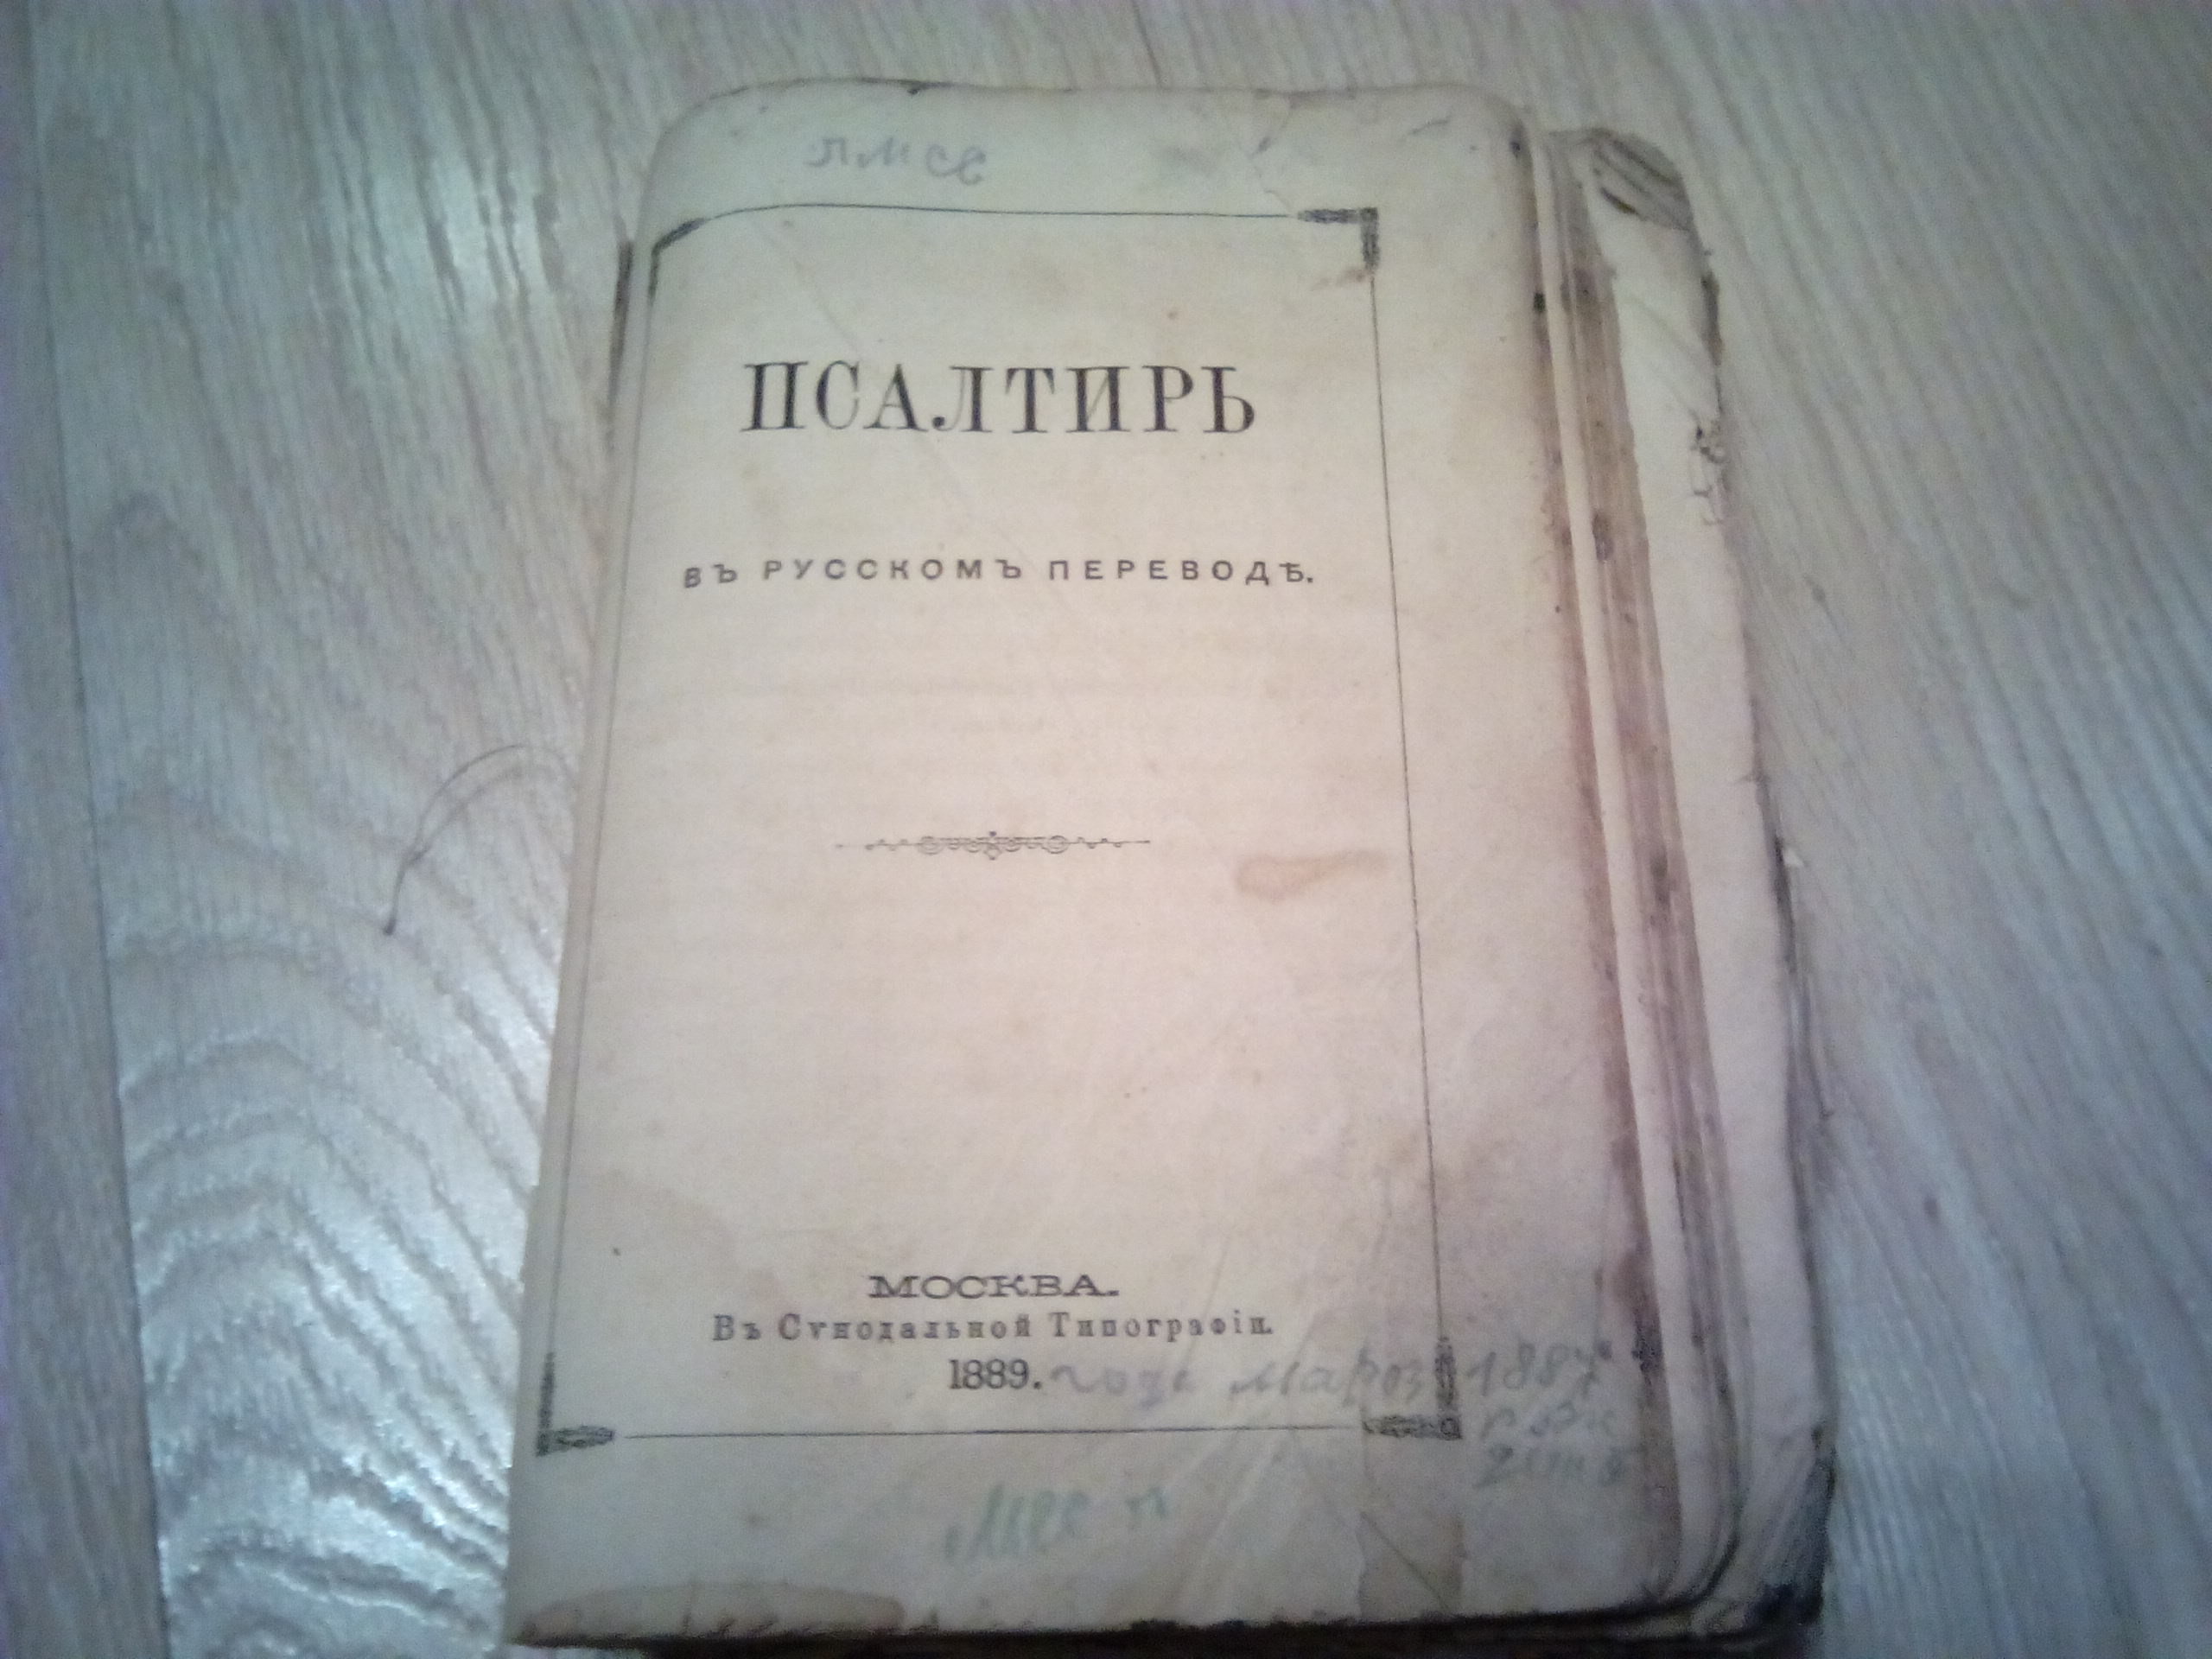 ПСАЛТИРЬ
ВЪ РУССКОМЪ ПЕРЕВОДѢ.
МОСКВА.
Въ Сѵнодальной Типографіи.
1889.